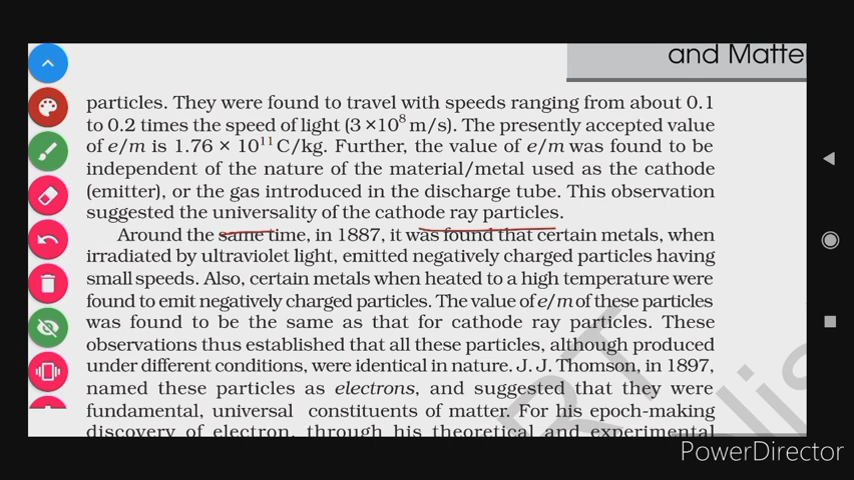 and Matte
particles. They were found to travel with speeds ranging from about 0.1
to 0.2 times the speed of light (3 ×10⁸ m/s). The presently accepted value
of e/m is 1.76 × 10¹¹ C/kg. Further, the value of e/m was found to be
independent of the nature of the material/metal used as the cathode
(emitter), or the gas introduced in the discharge tube. This observation
suggested the universality of the cathode ray particles.
Around the same time, in 1887, it was found that certain metals, when
irradiated by ultraviolet light, emitted negatively charged particles having
small speeds. Also, certain metals when heated to a high temperature were
found to emit negatively charged particles. The value of e/m of these particles
was found to be the same as that for cathode ray particles. These
observations thus established that all these particles, although produced
under different conditions, were identical in nature. J. J. Thomson, in 1897,
named these particles as electrons, and suggested that they were
fundamental, universal constituents of matter. For his epoch-making
discovery of electron, through his theoretical and experimental
PowerDirector